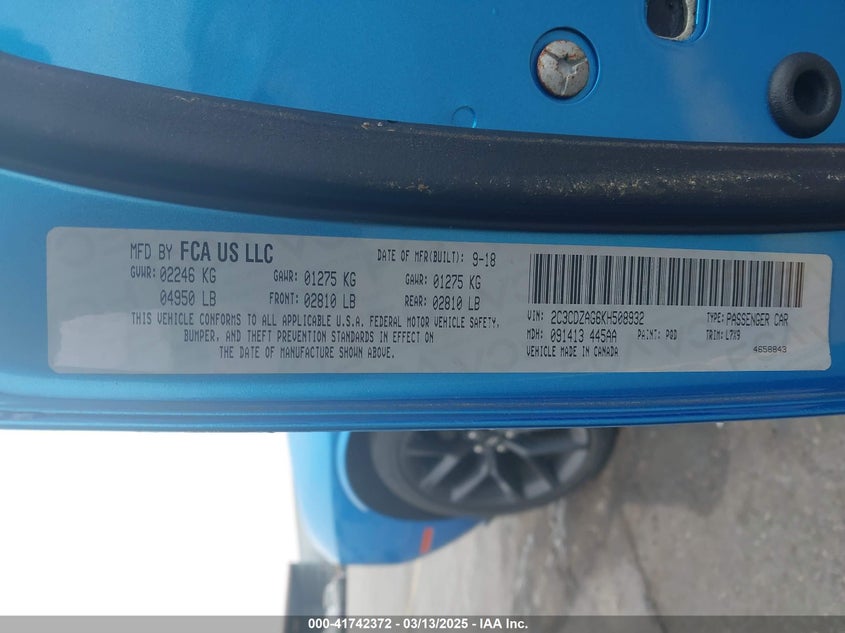 MFD BY FCA US LLC DATE OF MFR(BUILT): 9-18
GVWR: 02246 KG GAWR: 01275 KG GAWR: 01275 KG
04950 LB FRONT: 02810 LB REAR: 02810 LB
THIS VEHICLE CONFORMS TO ALL APPLICABLE U.S.A. FEDERAL MOTOR VEHICLE SAFETY,
BUMPER, AND THEFT PREVENTION STANDARDS IN EFFECT ON
THE DATE OF MANUFACTURE SHOWN ABOVE.
VIN: 2C3CDZAG6KH508932 TYPE: PASSENGER CAR
MDH: 091413 445AA PAINT: PQD TRIM: L7X9
VEHICLE MADE IN CANADA 4658843
000-41742372 — 03/13/2025 — IAA Inc.